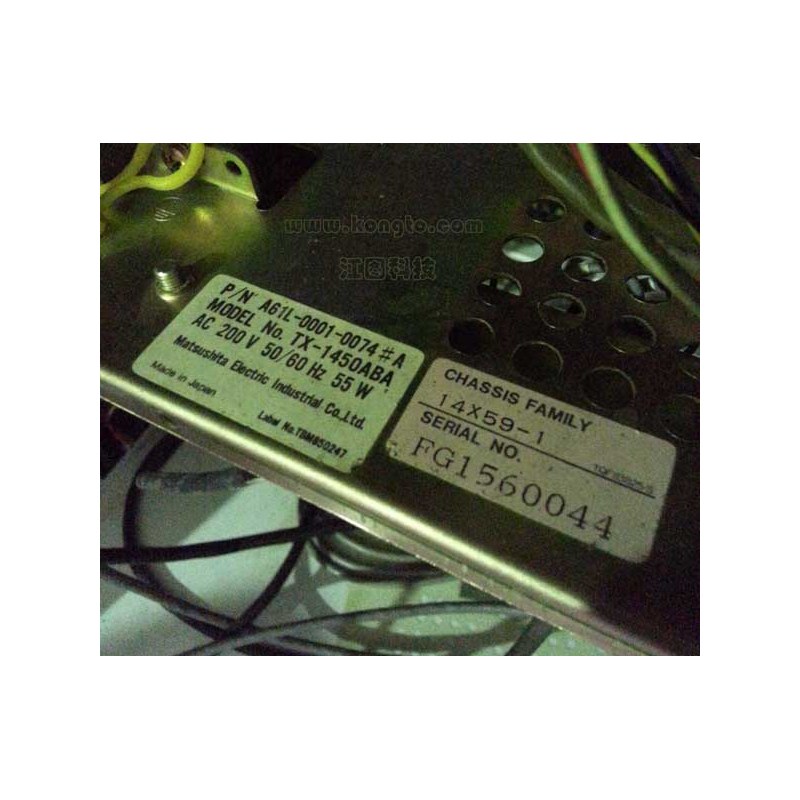 www.kongto.com
江图科技
P/N A61L-0001-0074#A
MODEL No. TX-1450ABA
AC 200 V 50/60 Hz 55 W
Matsushita Electric Industrial Co.,Ltd.
Made in Japan
Label No.TBM850247
CHASSIS FAMILY
14X59-1
SERIAL NO.
FG1560044